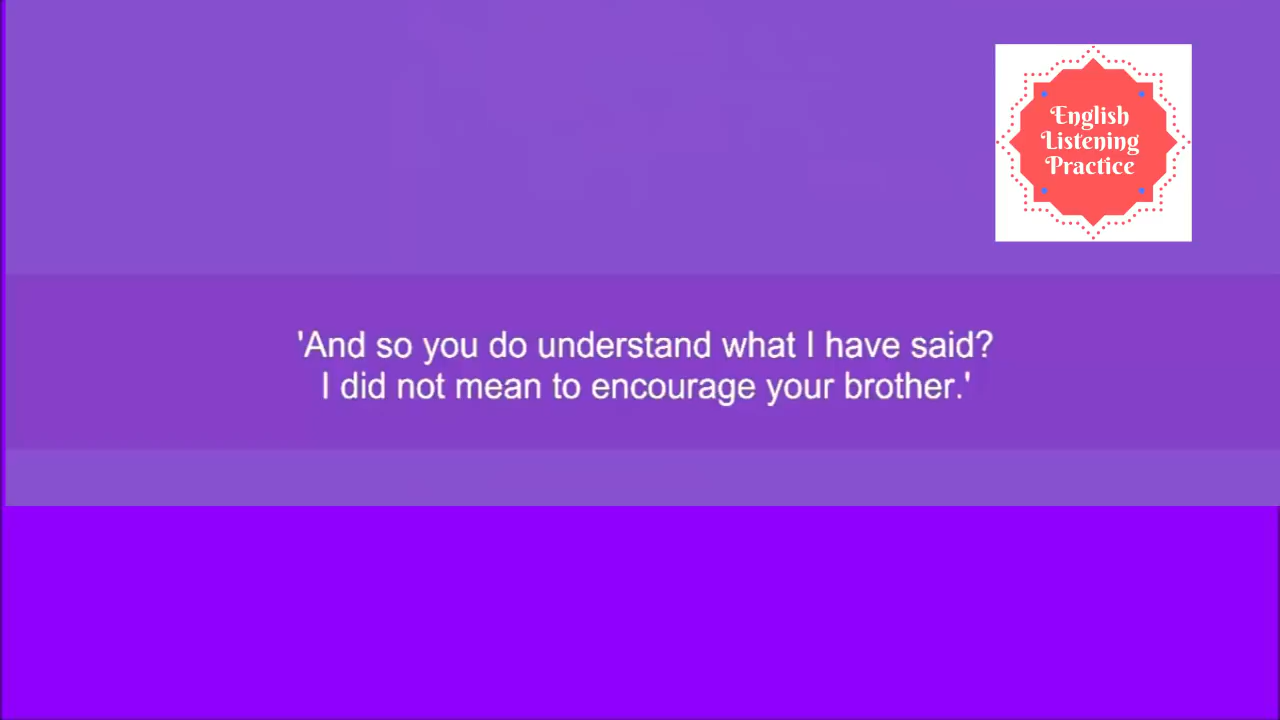 English
Listening
Practice
'And so you do understand what I have said?
I did not mean to encourage your brother.'